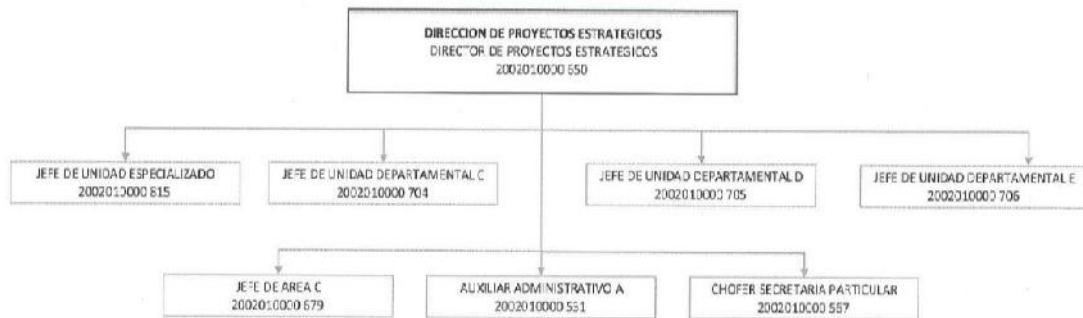 DIRECCION DE PROYECTOS ESTRATEGICOS
DIRECTOR DE PROYECTOS ESTRATEGICOS
2002010000 650
JEFE DE UNIDAD ESPECIALIZADO
2002010000 815
JEFE DE UNIDAD DEPARTAMENTAL C
2002010000 704
JEFE DE UNIDAD DEPARTAMENTAL D
2002010000 705
JEFE DE UNIDAD DEPARTAMENTAL E
2002010000 706
JEFE DE AREA C
2002010000 679
AUXILIAR ADMINISTRATIVO A
2002010000 551
CHOFER SECRETARIA PARTICULAR
2002010000 567